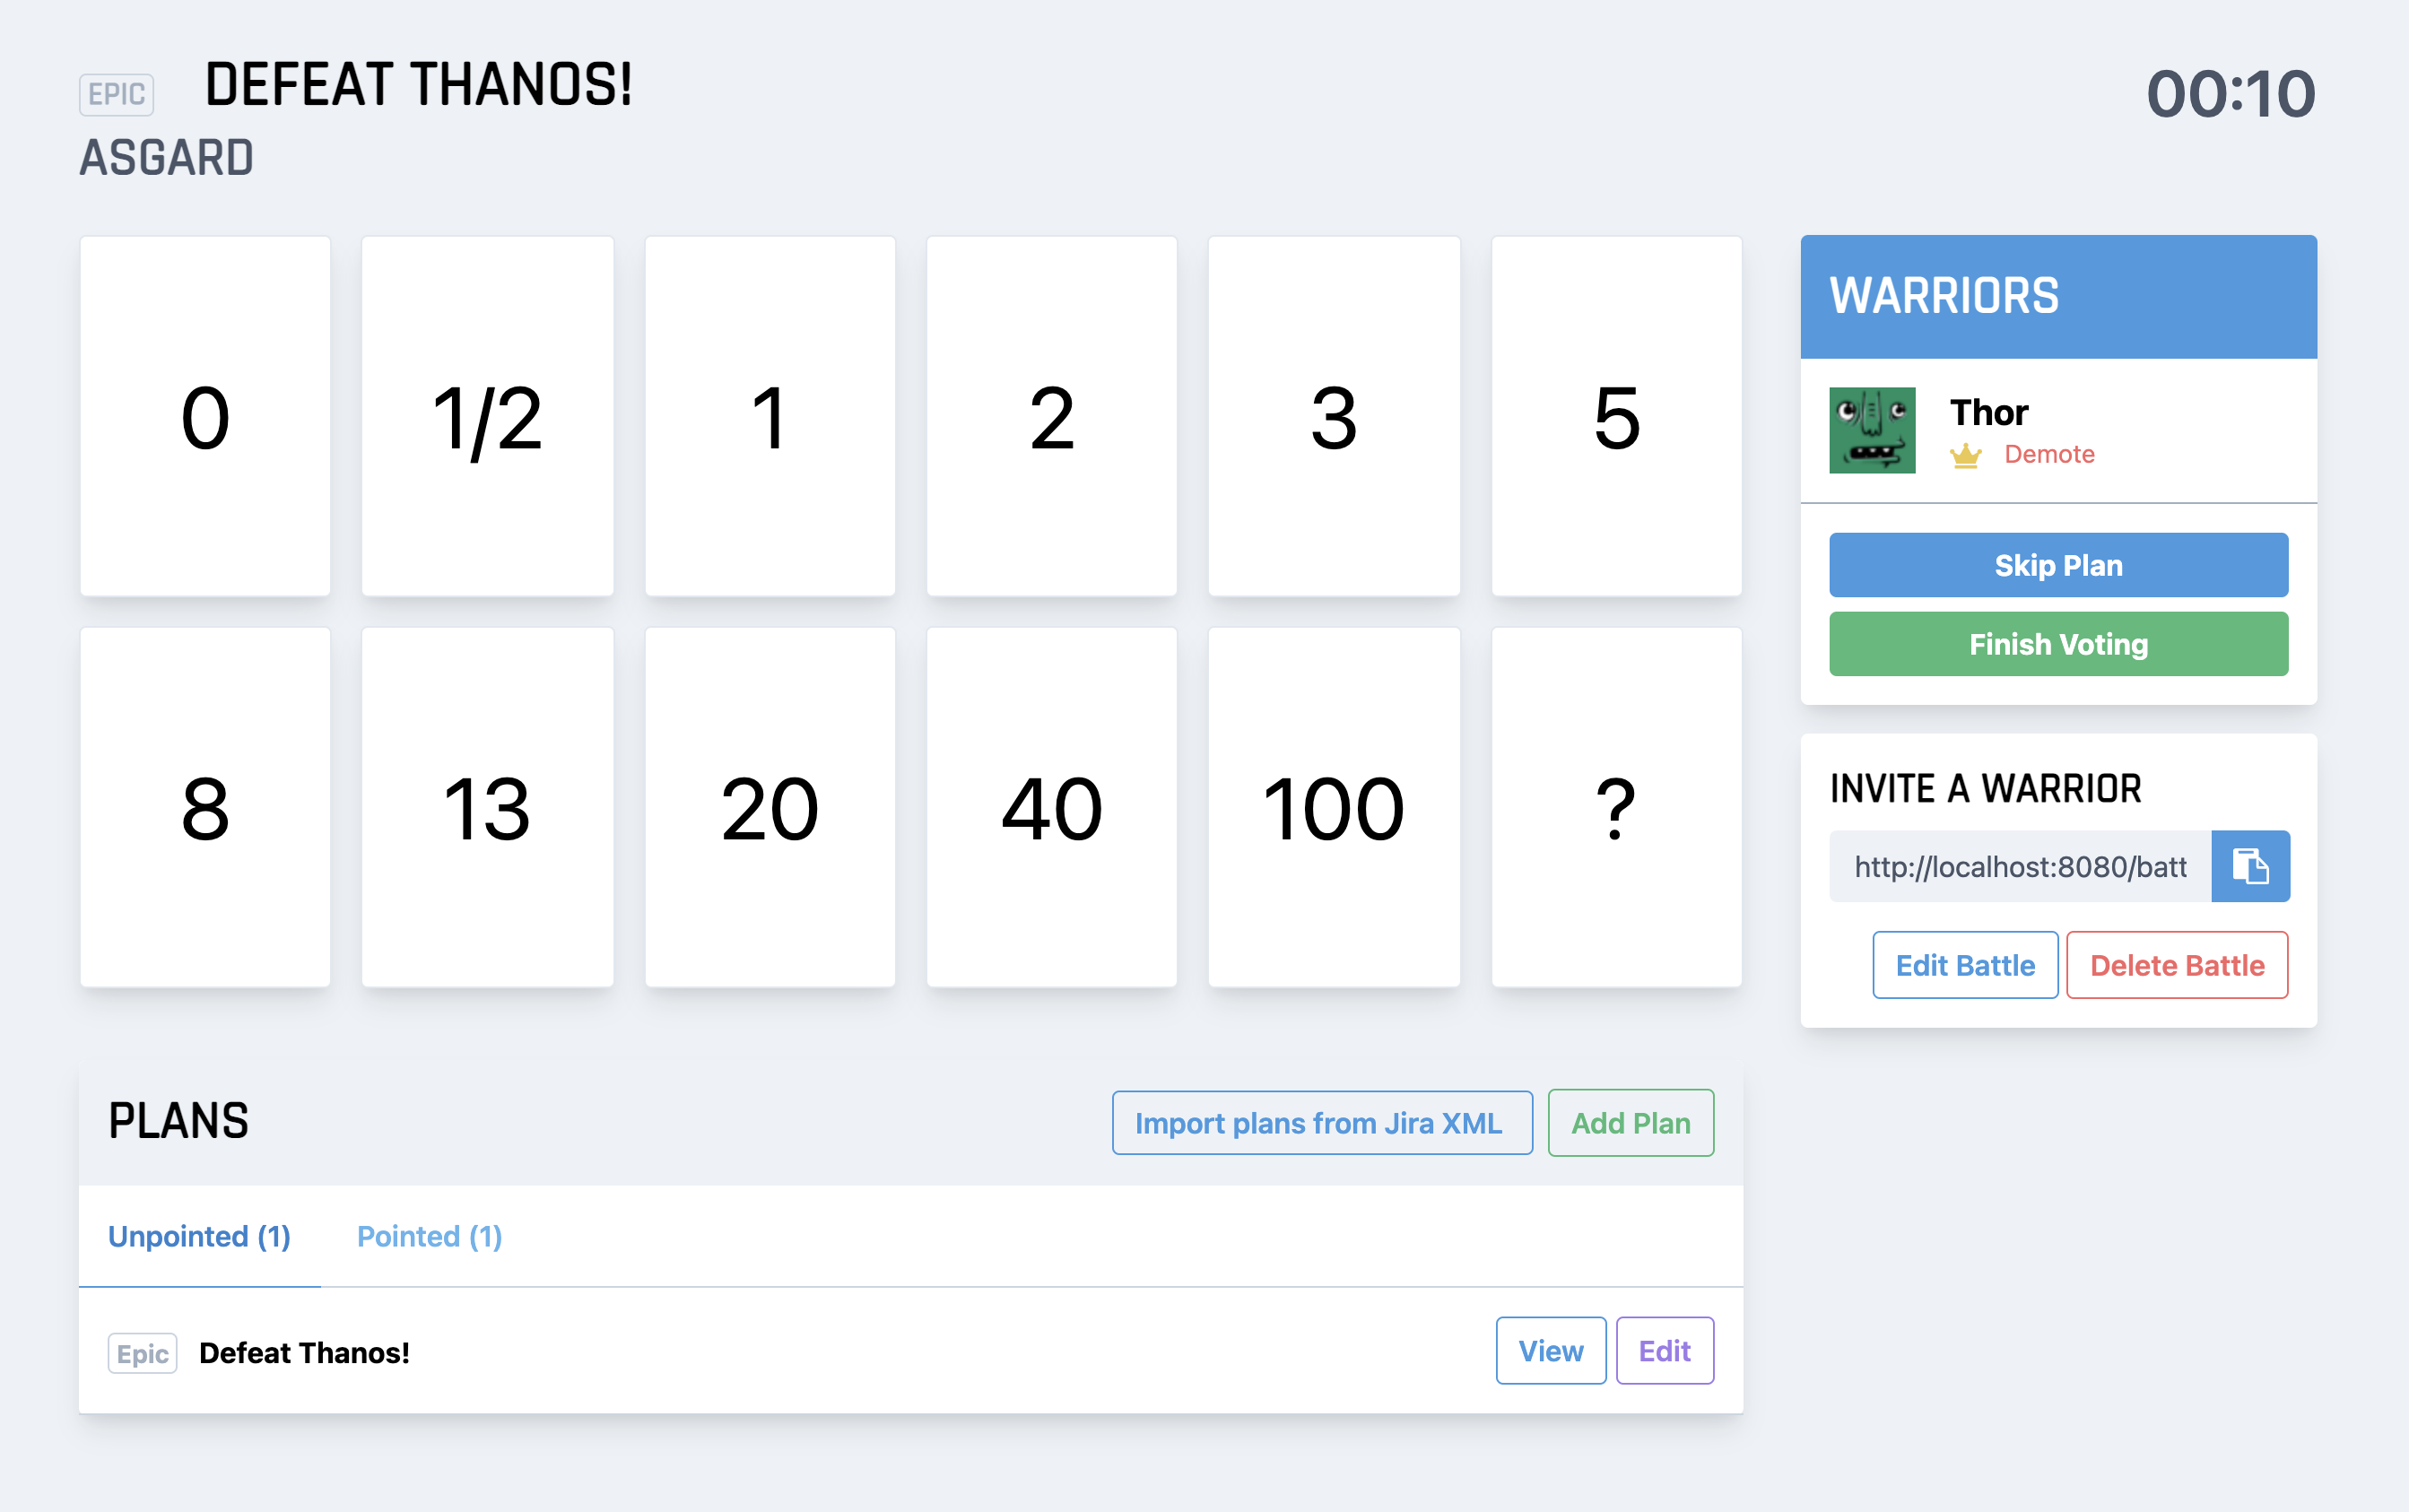 EPIC DEFEAT THANOS!
00:10
ASGARD
0 1/2 1 2 3 5
8 13 20 40 100 ?
WARRIORS
Thor
Demote
Skip Plan
Finish Voting
INVITE A WARRIOR
http://localhost:8080/batt
Edit Battle Delete Battle
PLANS Import plans from Jira XML Add Plan
Unpointed (1) Pointed (1)
Epic Defeat Thanos! View Edit